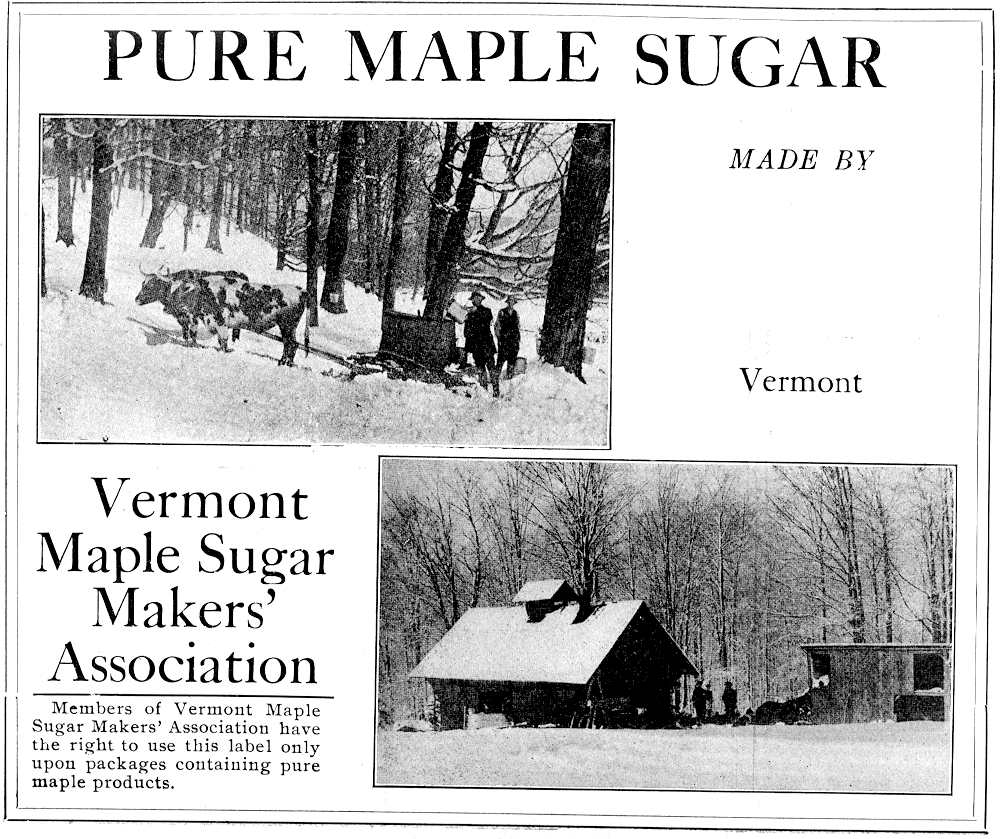 PURE MAPLE SUGAR
MADE BY
Vermont
Vermont
Maple Sugar
Makers'
Association
Members of Vermont Maple
Sugar Makers' Association have
the right to use this label only
upon packages containing pure
maple products.